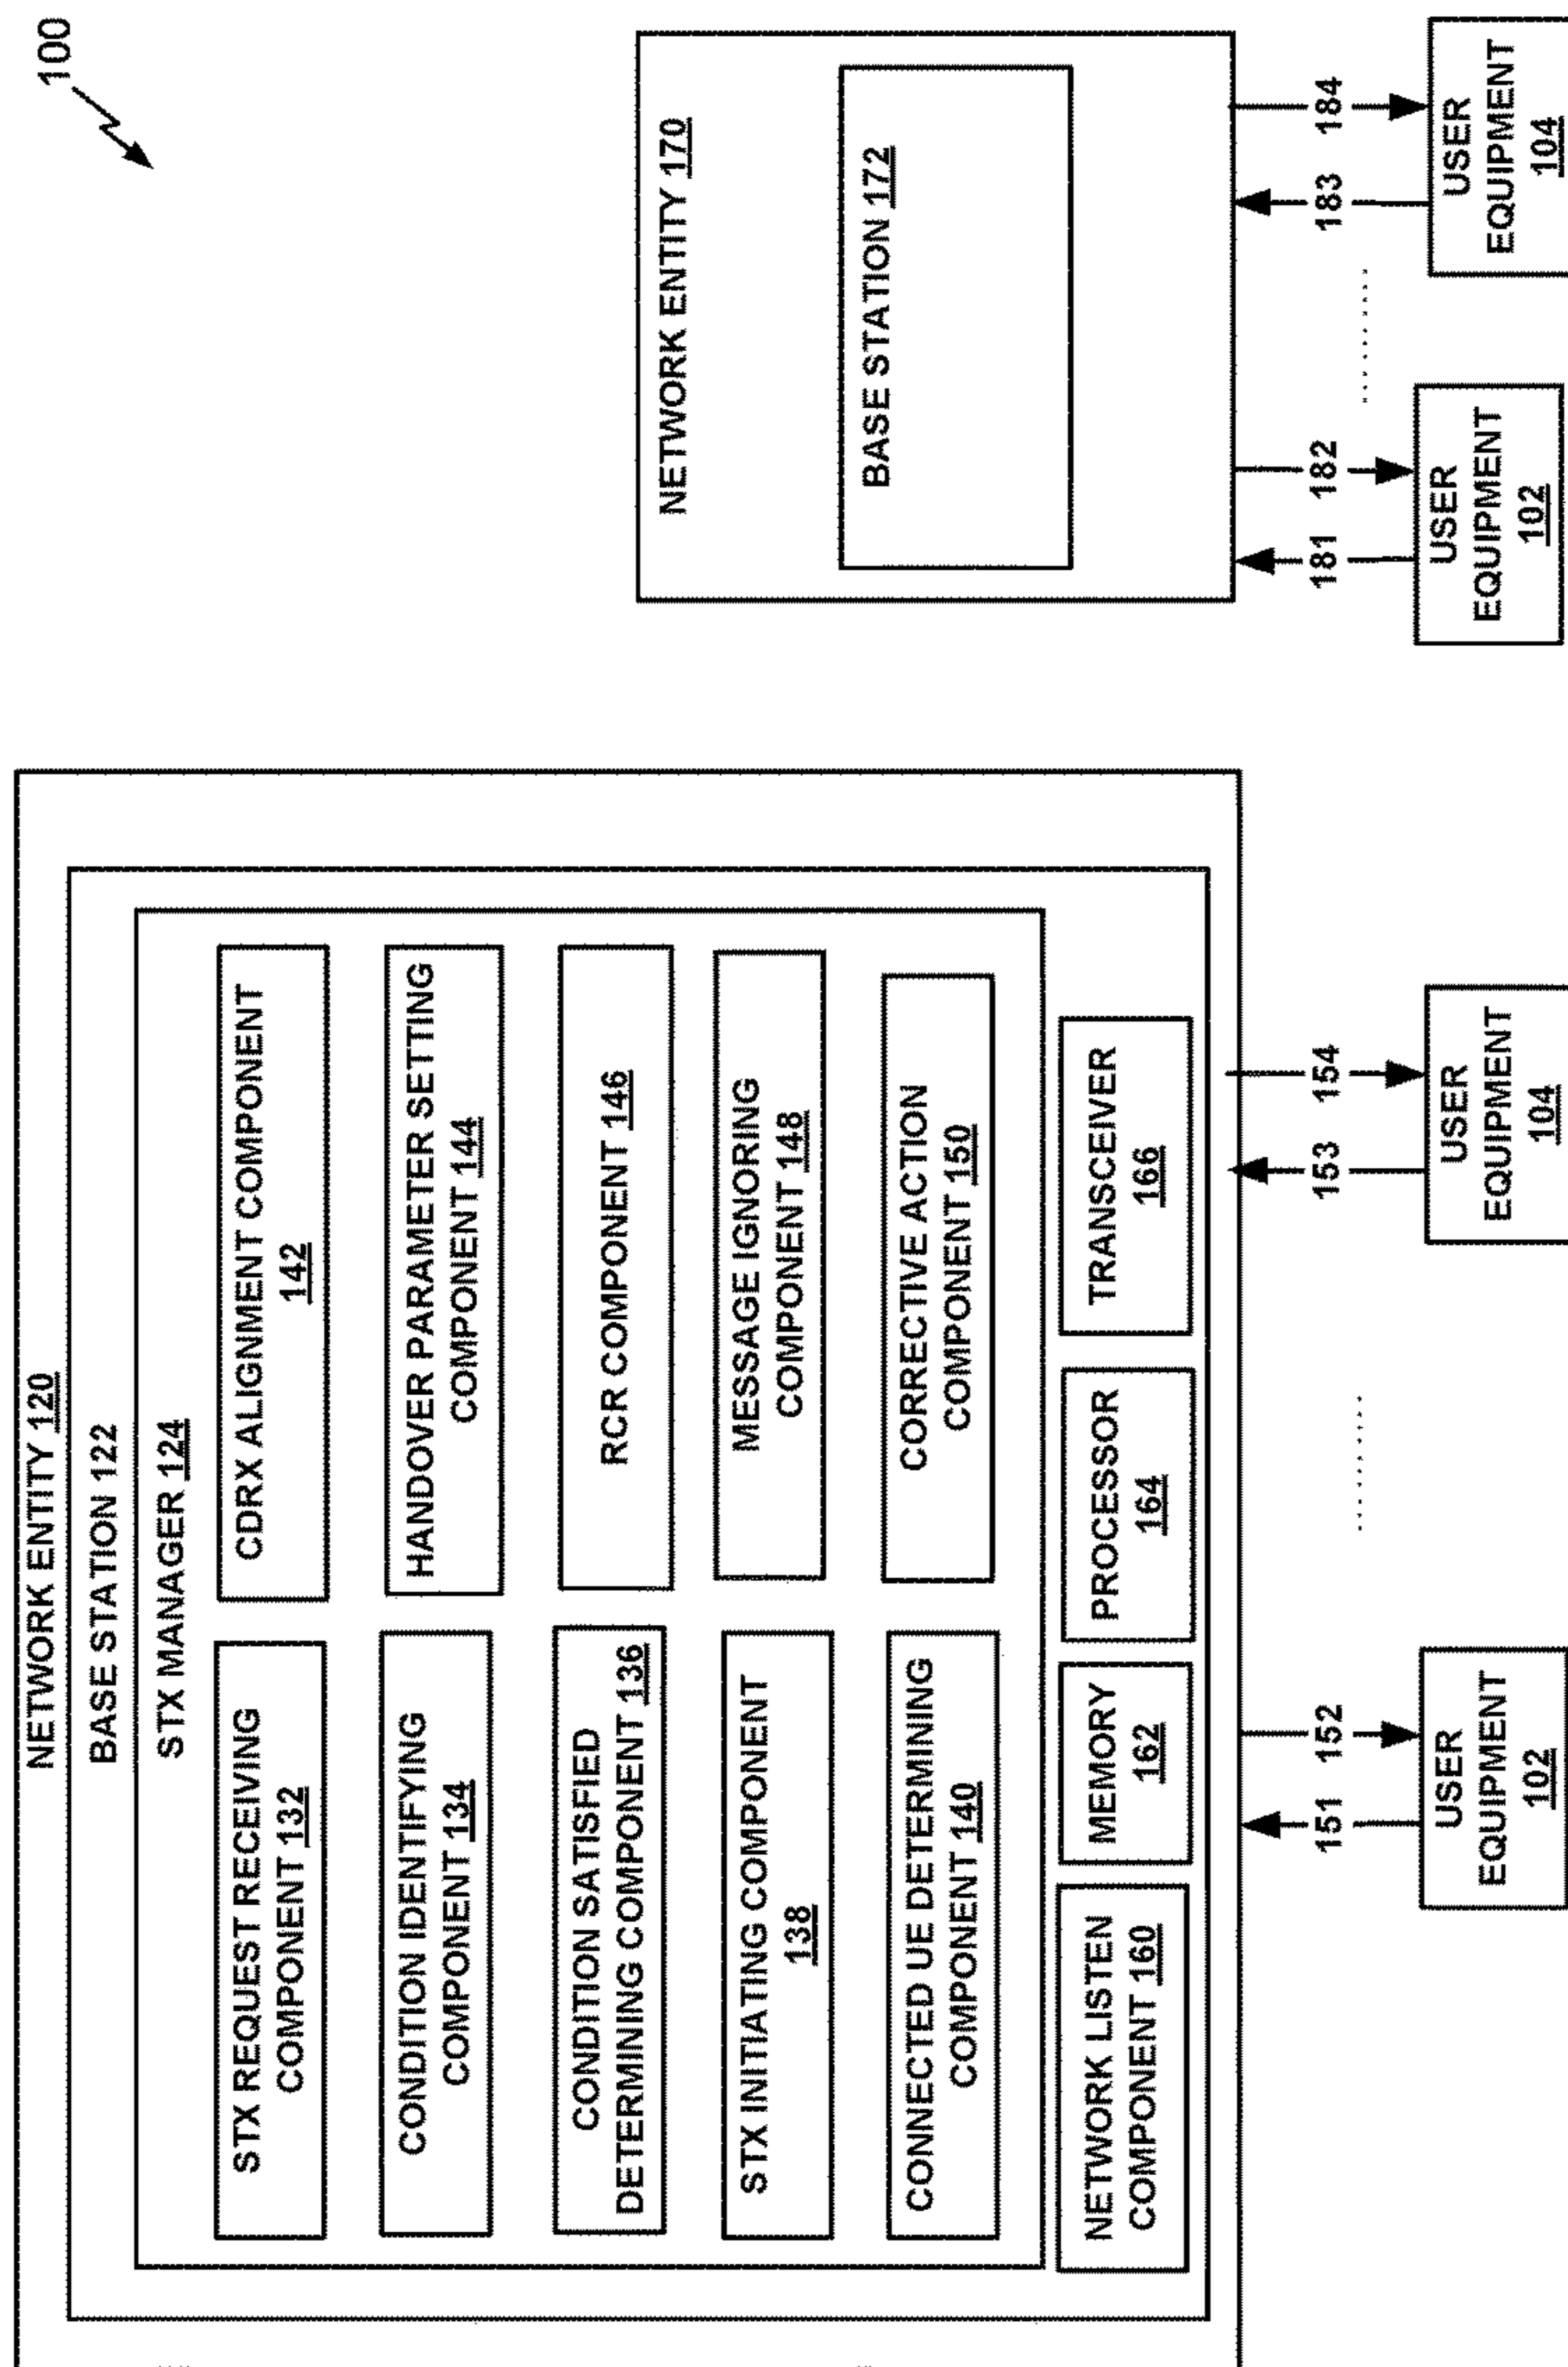 100
NETWORK ENTITY 120
BASE STATION 122
STX MANAGER 124
STX REQUEST RECEIVING
COMPONENT 132
CONDITION IDENTIFYING
COMPONENT 134
CONDITION SATISFIED
DETERMINING COMPONENT 136
STX INITIATING COMPONENT
138
CONNECTED UE DETERMINING
COMPONENT 140
CDRX ALIGNMENT COMPONENT
142
HANDOVER PARAMETER SETTING
COMPONENT 144
RCR COMPONENT 146
MESSAGE IGNORING
COMPONENT 148
CORRECTIVE ACTION
COMPONENT 150
NETWORK LISTEN
COMPONENT 160
MEMORY
162
PROCESSOR
164
TRANSCEIVER
166
151
152
153
154
USER
EQUIPMENT
102
USER
EQUIPMENT
104
NETWORK ENTITY 170
BASE STATION 172
181
182
183
184
USER
EQUIPMENT
102
USER
EQUIPMENT
104